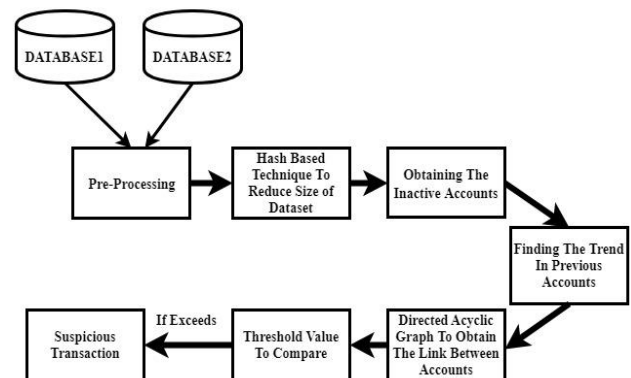 DATABASE1
DATABASE2
Pre-Processing
Hash Based
Technique To
Reduce Size of
Dataset
Obtaining The
Inactive Accounts
Finding The Trend
In Previous
Accounts
Directed Acyclic
Graph To Obtain
The Link Between
Accounts
Threshold Value
To Compare
If Exceeds
Suspicious
Transaction